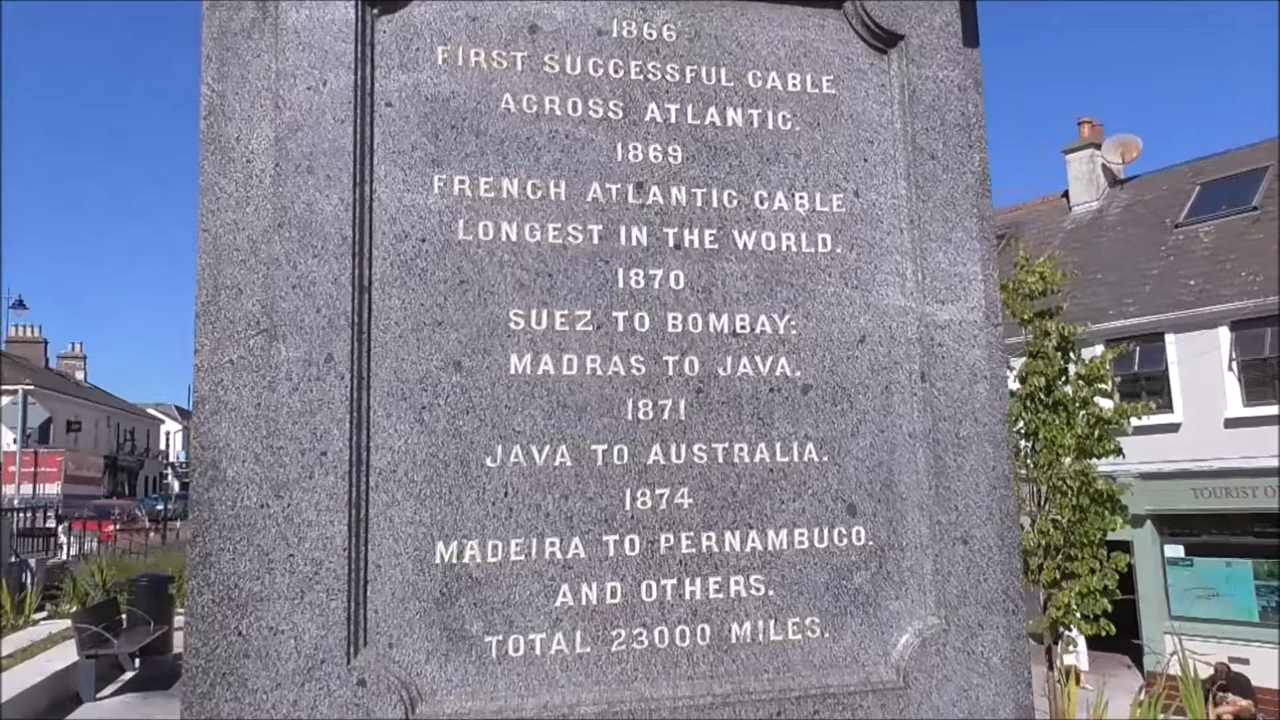 1866
FIRST SUCCESSFUL CABLE
ACROSS ATLANTIC.
1869
FRENCH ATLANTIC CABLE
LONGEST IN THE WORLD.
1870
SUEZ TO BOMBAY:
MADRAS TO JAVA.
1871
JAVA TO AUSTRALIA.
1874
MADEIRA TO PERNAMBUCO.
AND OTHERS.
TOTAL 23000 MILES.
TOURIST